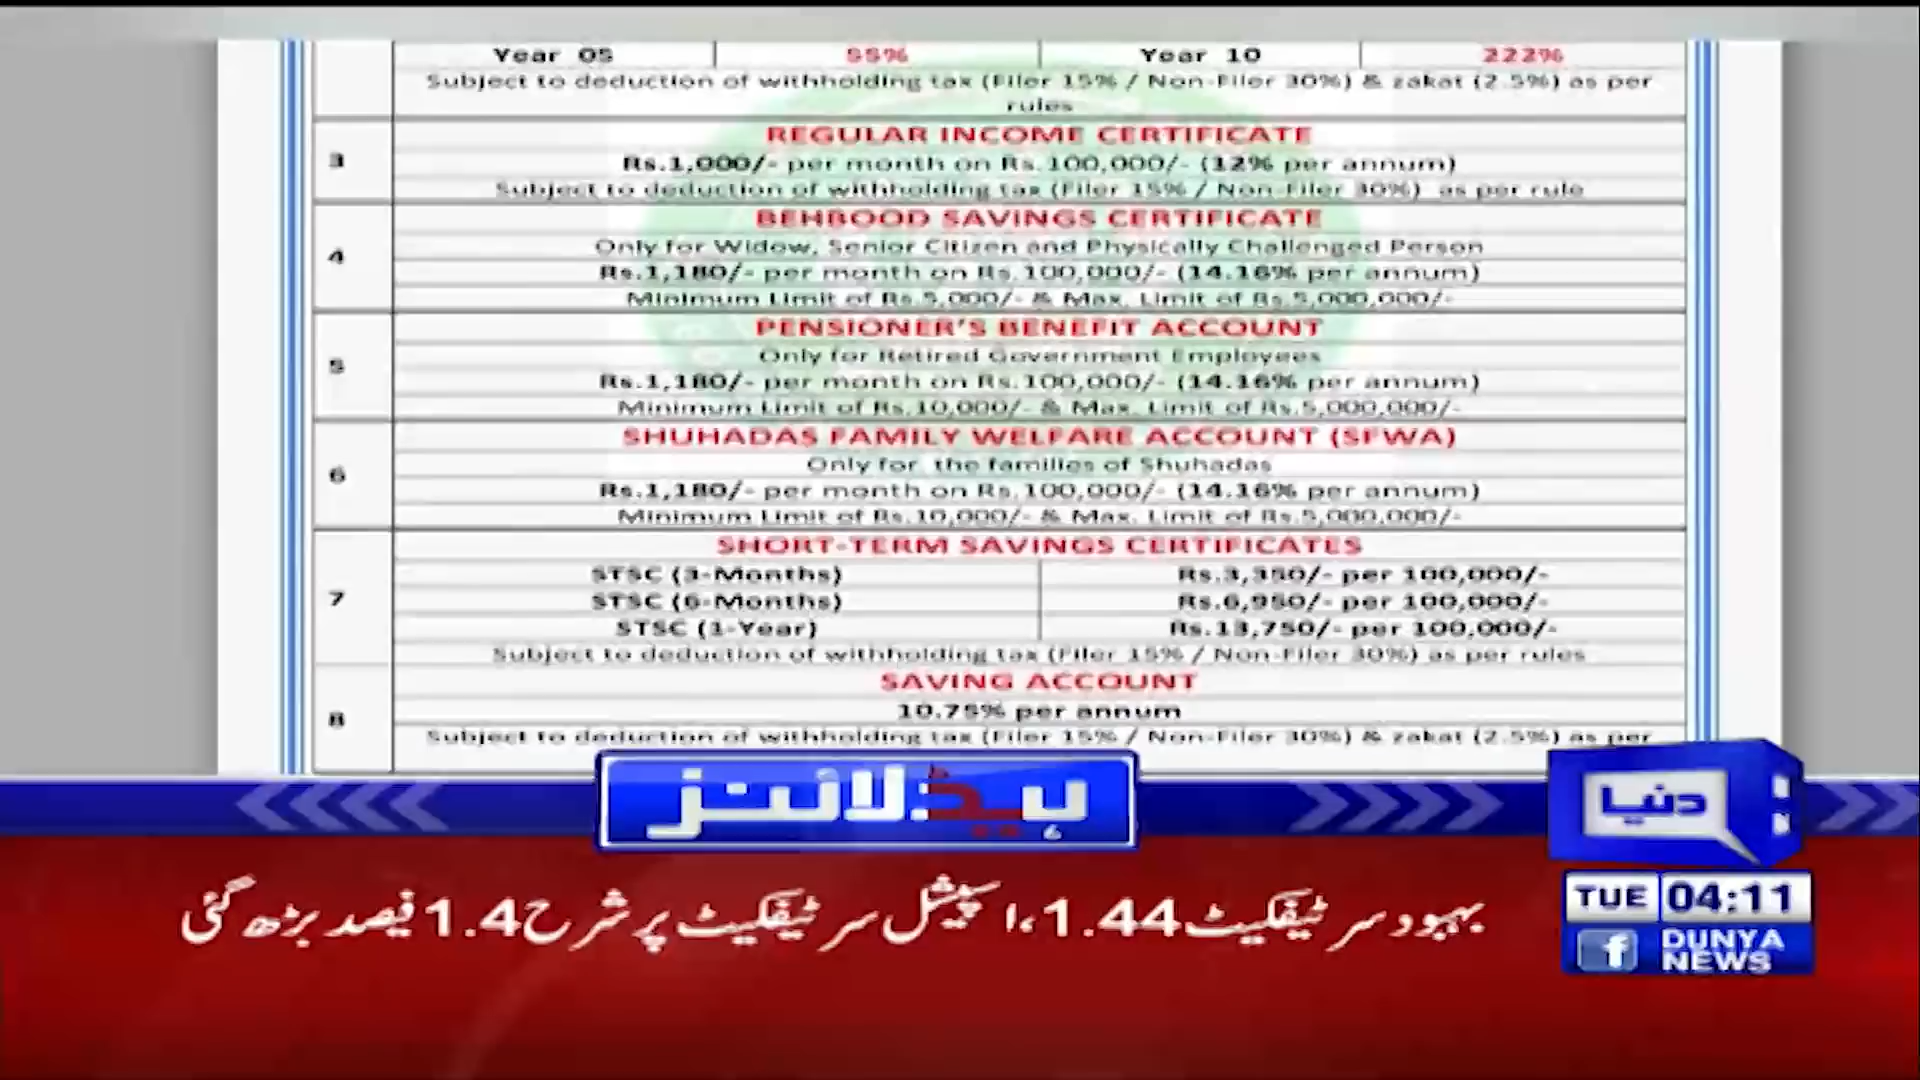 Year 05 55% Year 10 222%
Subject to deduction of withholding tax (Filer 15% / Non-Filer 30%) & zakat (2.5%) as per
rules
3
REGULAR INCOME CERTIFICATE
Rs.1,000/- per month on Rs.100,000/- (12% per annum)
Subject to deduction of withholding tax (Filer 15% / Non-Filer 30%) as per rule
4
BEHBOOD SAVINGS CERTIFICATE
Only for Widow, Senior Citizen and Physically Challenged Person
Rs.1,180/- per month on Rs.100,000/- (14.16% per annum)
Minimum Limit of Rs.5,000/- & Max. Limit of Rs.5,000,000/-
5
PENSIONER'S BENEFIT ACCOUNT
Only for Retired Government Employees
Rs.1,180/- per month on Rs.100,000/- (14.16% per annum)
Minimum Limit of Rs.10,000/- & Max. Limit of Rs.5,000,000/-
6
SHUHADAS FAMILY WELFARE ACCOUNT (SFWA)
Only for the families of Shuhadas
Rs.1,180/- per month on Rs.100,000/- (14.16% per annum)
Minimum Limit of Rs.10,000/- & Max. Limit of Rs.5,000,000/-
7
SHORT-TERM SAVINGS CERTIFICATES
STSC (3-Months) Rs.3,350/- per 100,000/-
STSC (6-Months) Rs.6,950/- per 100,000/-
STSC (1-Year) Rs.13,750/- per 100,000/-
Subject to deduction of withholding tax (Filer 15% / Non-Filer 30%) as per rules
8
SAVING ACCOUNT
10.75% per annum
Subject to deduction of withholding tax (Filer 15% / Non-Filer 30%) & zakat (2.5%) as per
ہیڈلائنز
دنیا
بہبود سرٹیفکیٹ 1.44، اسپیشل سرٹیفکیٹ پر شرح 1.4 فیصد بڑھ گئی
TUE 04:11
f DUNYA
NEWS